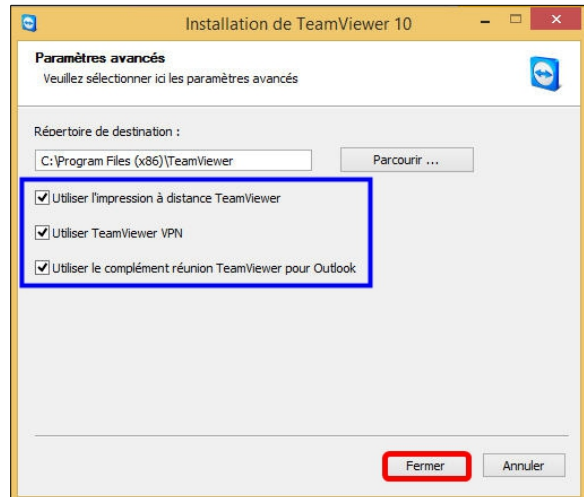 Installation de TeamViewer 10
Paramètres avancés
Veuillez sélectionner ici les paramètres avancés
Répertoire de destination :
C:\Program Files (x86)\TeamViewer
Parcourir ...
Utiliser l'impression à distance TeamViewer
Utiliser TeamViewer VPN
Utiliser le complément réunion TeamViewer pour Outlook
Fermer
Annuler